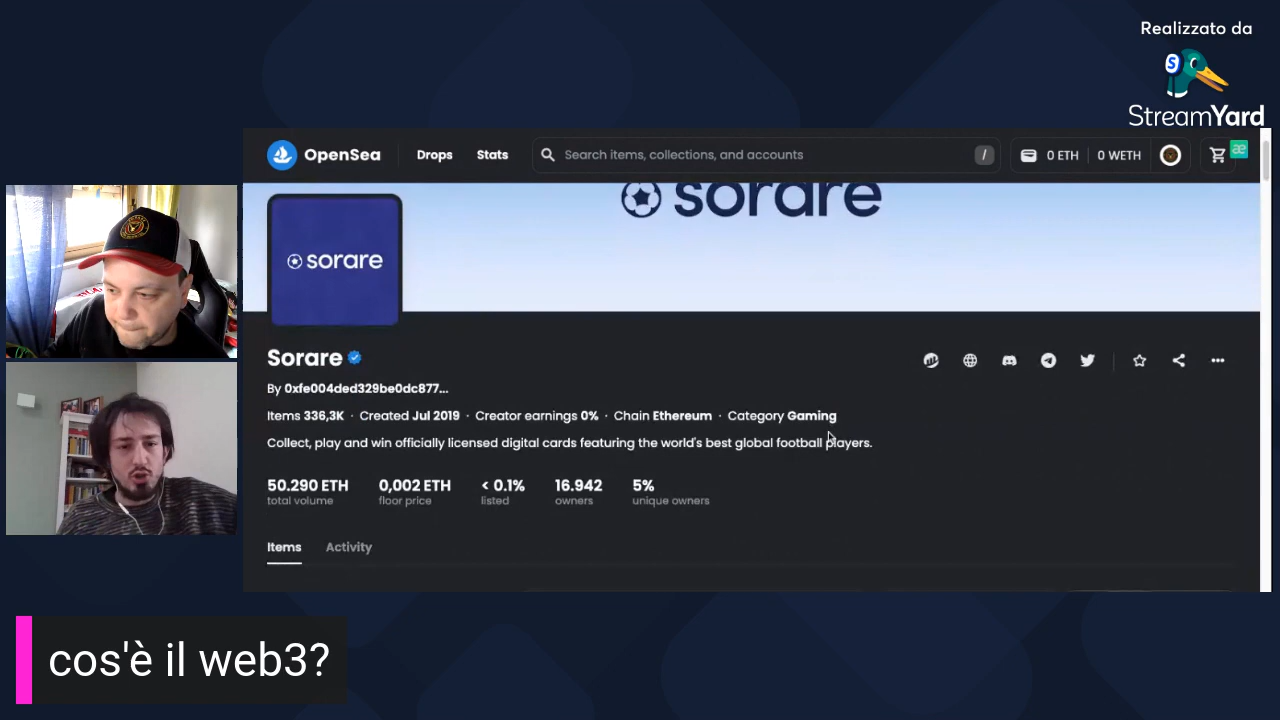 Realizzato da
S
StreamYard
OpenSea
Drops
Stats
Search items, collections, and accounts
/
0 ETH
0 WETH
æ
sorare
sorare
Sorare
By 0xfe004ded329be0dc877...
Items 336,3K · Created Jul 2019 · Creator earnings 0% · Chain Ethereum · Category Gaming
Collect, play and win officially licensed digital cards featuring the world's best global football players.
50.290 ETH
total volume
0,002 ETH
floor price
< 0.1%
listed
16.942
owners
5%
unique owners
Items
Activity
cos'è il web3?